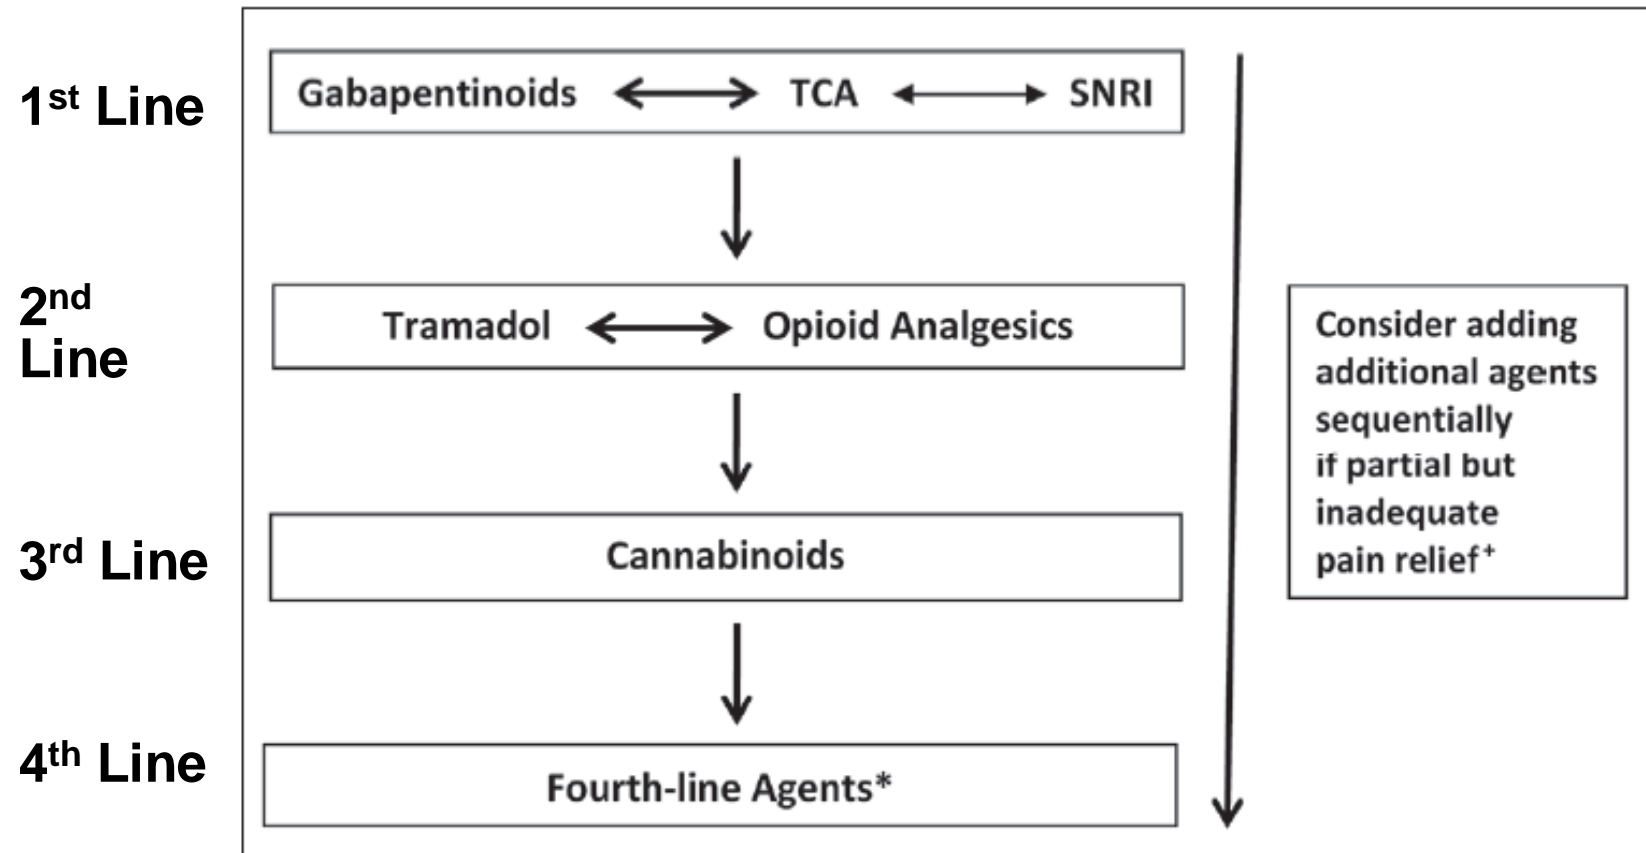 1st Line
Gabapentinoids TCA SNRI
2nd
Line
Tramadol Opioid Analgesics
Consider adding
additional agents
sequentially
if partial but
inadequate
pain relief+
3rd Line
Cannabinoids
4th Line
Fourth-line Agents*